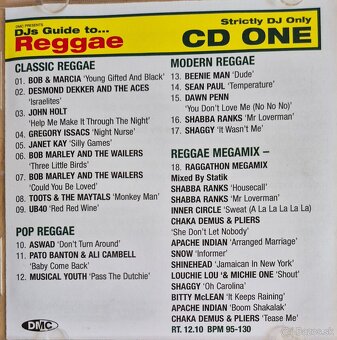 DMC PRESENTS
DJs Guide to...
Reggae
Strictly DJ Only
CD ONE
CLASSIC REGGAE
01. BOB & MARCIA 'Young Gifted And Black'
02. DESMOND DEKKER AND THE ACES
'Israelites'
03. JOHN HOLT
'Help Me Make It Through The Night'
04. GREGORY ISSACS 'Night Nurse'
05. JANET KAY 'Silly Games'
06. BOB MARLEY AND THE WAILERS
'Three Little Birds'
07. BOB MARLEY AND THE WAILERS
'Could You Be Loved'
08. TOOTS & THE MAYTALS 'Monkey Man'
09. UB40 'Red Red Wine'
POP REGGAE
10. ASWAD 'Don't Turn Around'
11. PATO BANTON & ALI CAMBELL
'Baby Come Back'
12. MUSICAL YOUTH 'Pass The Dutchie'
DMC
MODERN REGGAE
13. BEENIE MAN 'Dude'
14. SEAN PAUL 'Temperature'
15. DAWN PENN
'You Don't Love Me (No No No)'
16. SHABBA RANKS 'Mr Loverman'
17. SHAGGY 'It Wasn't Me'
REGGAE MEGAMIX –
18. RAGGATHON MEGAMIX
Mixed By Statik
SHABBA RANKS 'Housecall'
SHABBA RANKS 'Mr Loverman'
INNER CIRCLE 'Sweat (A La La La La La)'
CHAKA DEMUS & PLIERS
'She Don't Let Nobody'
APACHE INDIAN 'Arranged Marriage'
SNOW 'Informer'
SHINEHEAD 'Jamaican In New York'
LOUCHIE LOU & MICHIE ONE 'Shout'
SHAGGY 'Oh Carolina'
BITTY McLEAN 'It Keeps Raining'
APACHE INDIAN 'Boom Shakalak'
CHAKA DEMUS & PLIERS 'Tease Me'
RT. 12.10 BPM 95-130